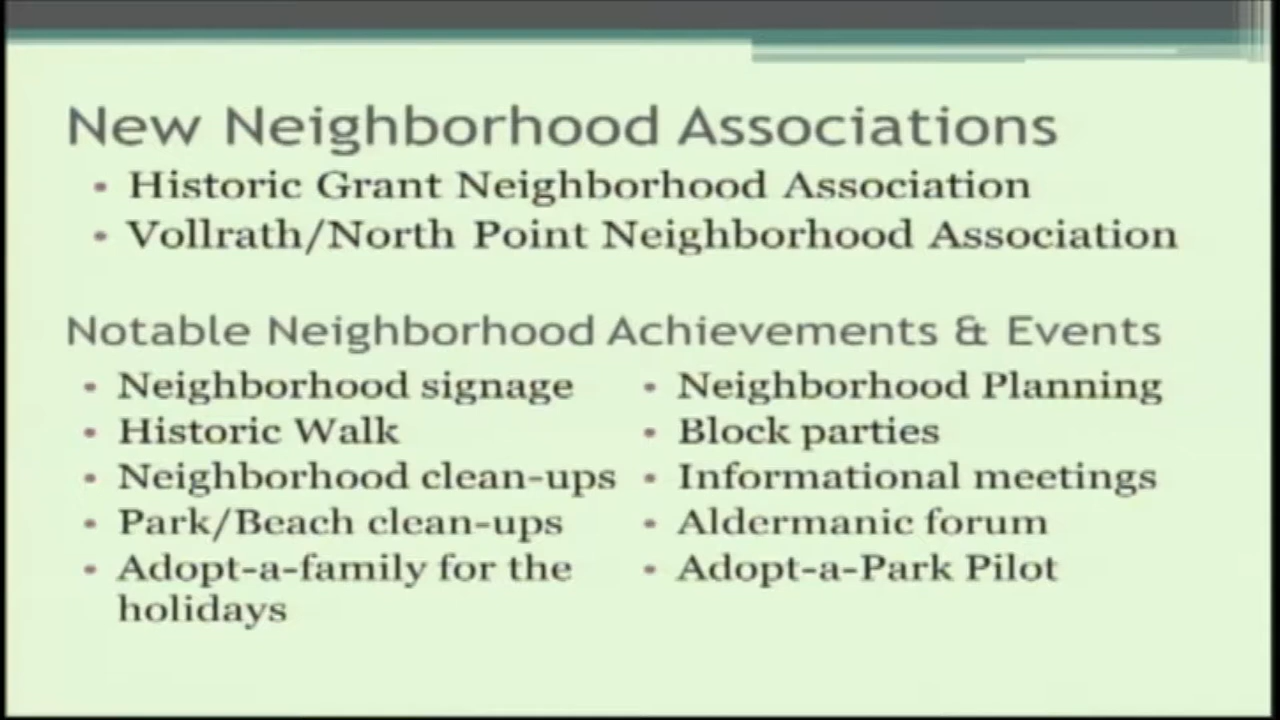 New Neighborhood Associations
• Historic Grant Neighborhood Association
• Vollrath/North Point Neighborhood Association
Notable Neighborhood Achievements & Events
• Neighborhood signage
• Historic Walk
• Neighborhood clean-ups
• Park/Beach clean-ups
• Adopt-a-family for the
holidays
• Neighborhood Planning
• Block parties
• Informational meetings
• Aldermanic forum
• Adopt-a-Park Pilot